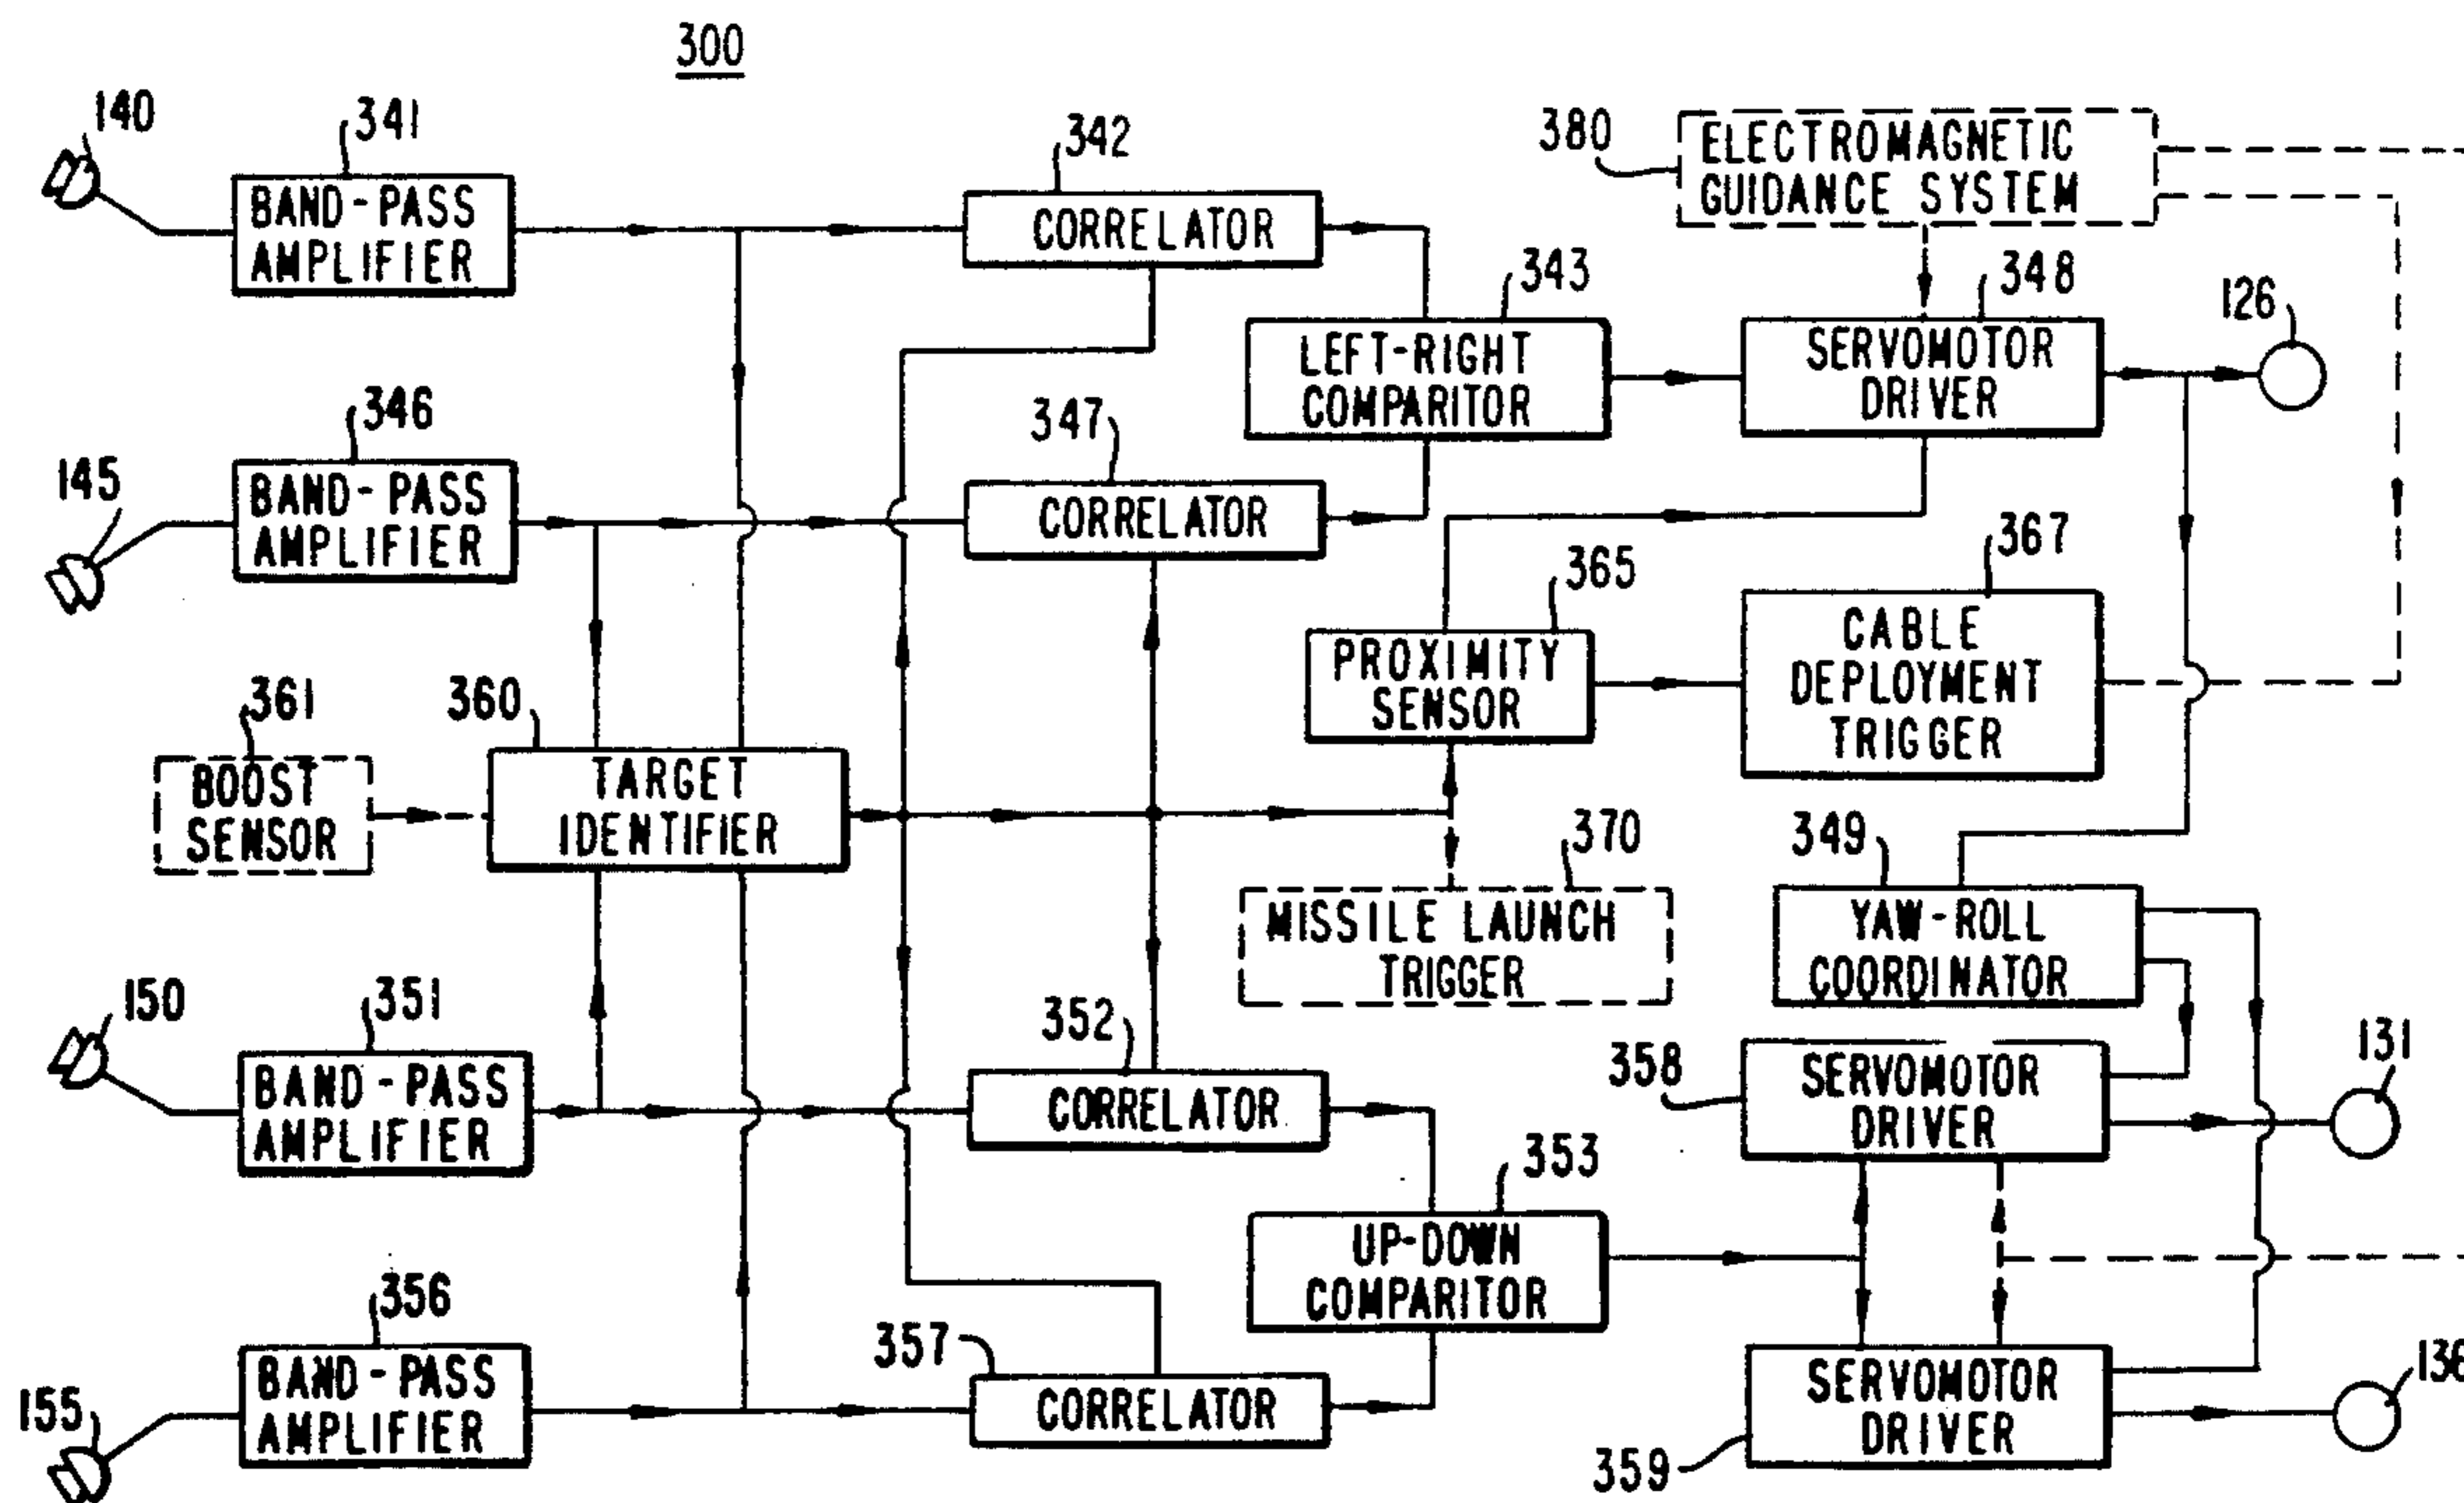 300
140
341
BAND-PASS
AMPLIFIER
342
CORRELATOR
380
ELECTROMAGNETIC
GUIDANCE SYSTEM
343
LEFT-RIGHT
COMPARITOR
348
SERVOMOTOR
DRIVER
126
145
346
BAND-PASS
AMPLIFIER
347
CORRELATOR
365
PROXIMITY
SENSOR
367
CABLE
DEPLOYMENT
TRIGGER
361
BOOST
SENSOR
360
TARGET
IDENTIFIER
370
MISSILE LAUNCH
TRIGGER
349
YAW-ROLL
COORDINATOR
150
351
BAND-PASS
AMPLIFIER
352
CORRELATOR
358
SERVOMOTOR
DRIVER
131
353
UP-DOWN
COMPARITOR
155
356
BAND-PASS
AMPLIFIER
357
CORRELATOR
359
SERVOMOTOR
DRIVER
136